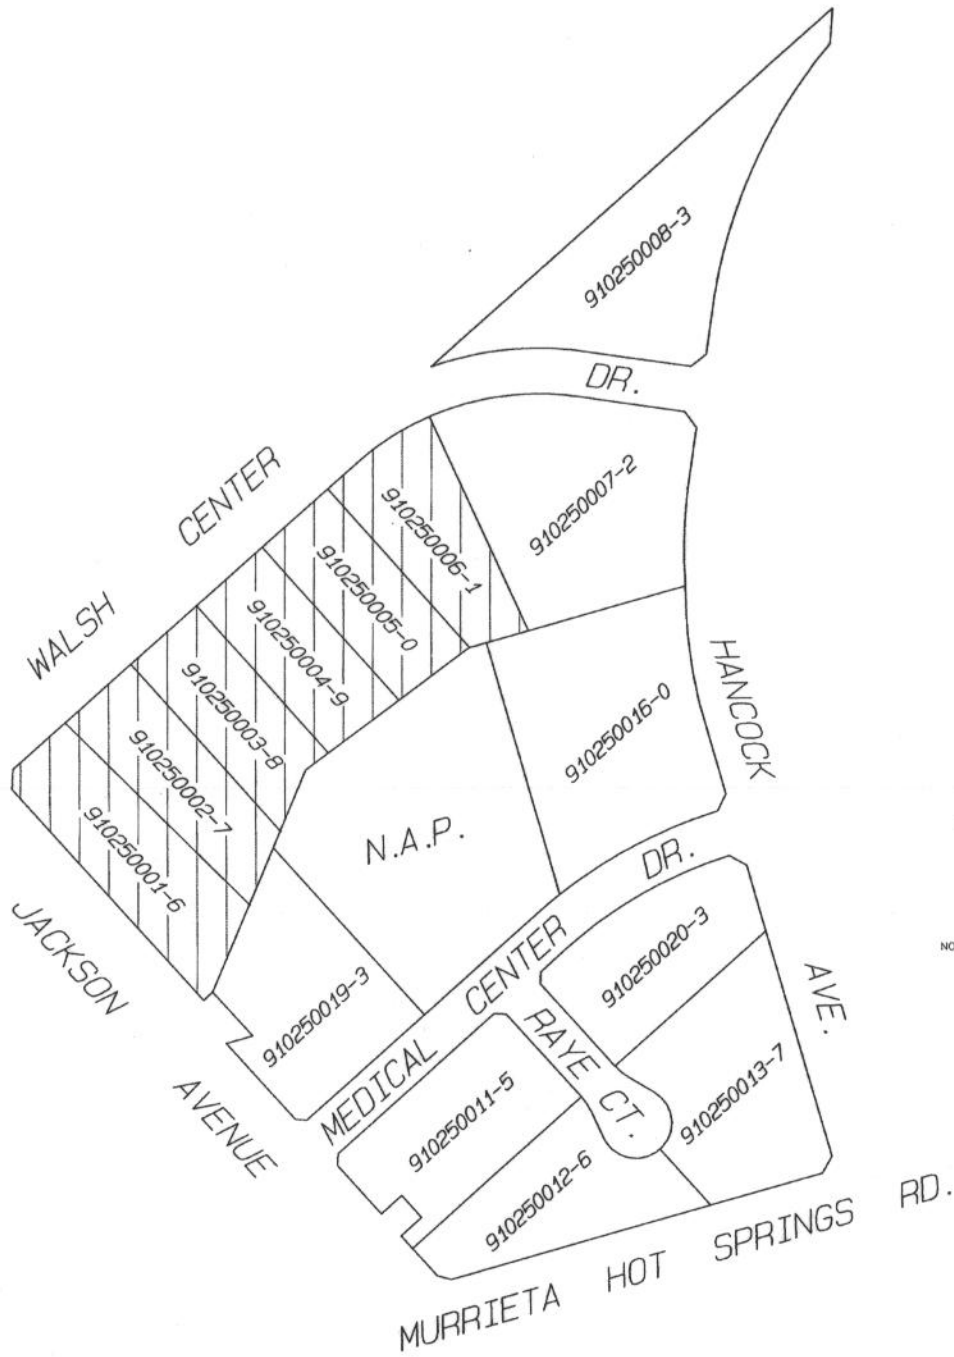 910250008-3
DR.
WALSH CENTER
910250007-2
910250006-1
910250005-0
910250004-9
910250003-8
910250002-7
910250001-6
910250016-0
HANCOCK
N.A.P.
DR.
JACKSON
AVENUE
910250019-3
MEDICAL CENTER
910250020-3
AVE.
RAYE CT.
910250011-5
910250013-7
910250012-6
MURRIETA HOT SPRINGS RD.
NO